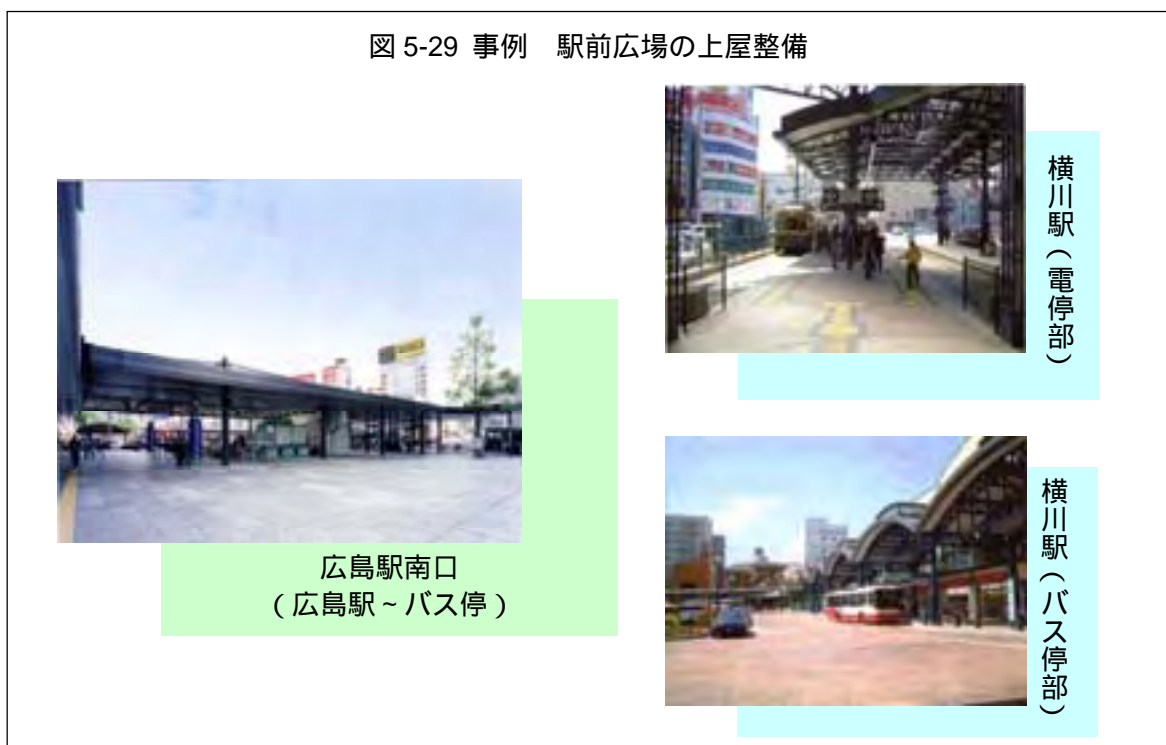 図 5-29 事例　駅前広場の上屋整備
横川駅（電停部）
広島駅南口
（広島駅～バス停）
横川駅（バス停部）